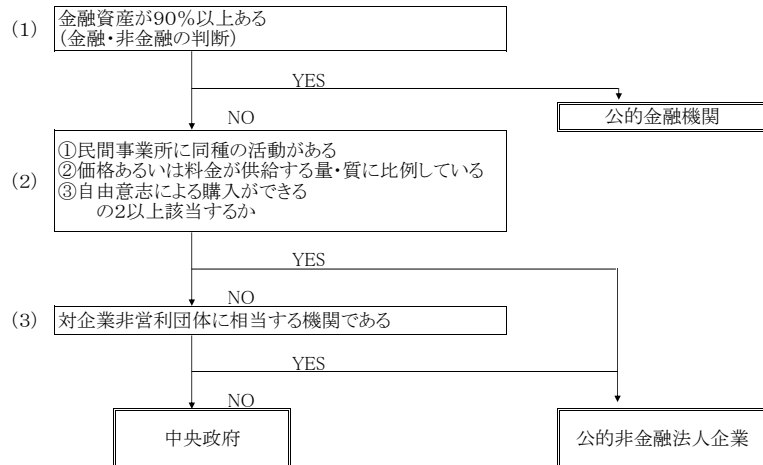 (1)
金融資産が90%以上ある
(金融・非金融の判断)
YES
公的金融機関
NO
(2)
①民間事業所に同種の活動がある
②価格あるいは料金が供給する量・質に比例している
③自由意志による購入ができる
の2以上該当するか
YES
NO
(3)
対企業非営利団体に相当する機関である
YES
NO
中央政府
公的非金融法人企業